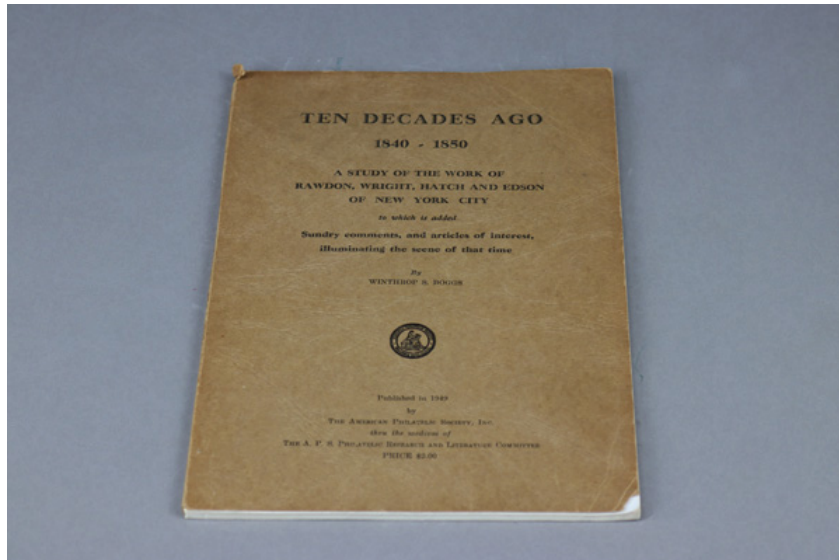 TEN DECADES AGO
1840 - 1850
A STUDY OF THE WORK OF
RAWDON, WRIGHT, HATCH AND EDSON
OF NEW YORK CITY
to which is added
Sundry comments, and articles of interest,
illuminating the scene of that time
By
WINTHROP S. BOGGS
Published in 1949
by
THE AMERICAN PHILATELIC SOCIETY, INC.
thru the medium of
THE A. P. S. PHILATELIC RESEARCH AND LITERATURE COMMITTEE
PRICE $2.00